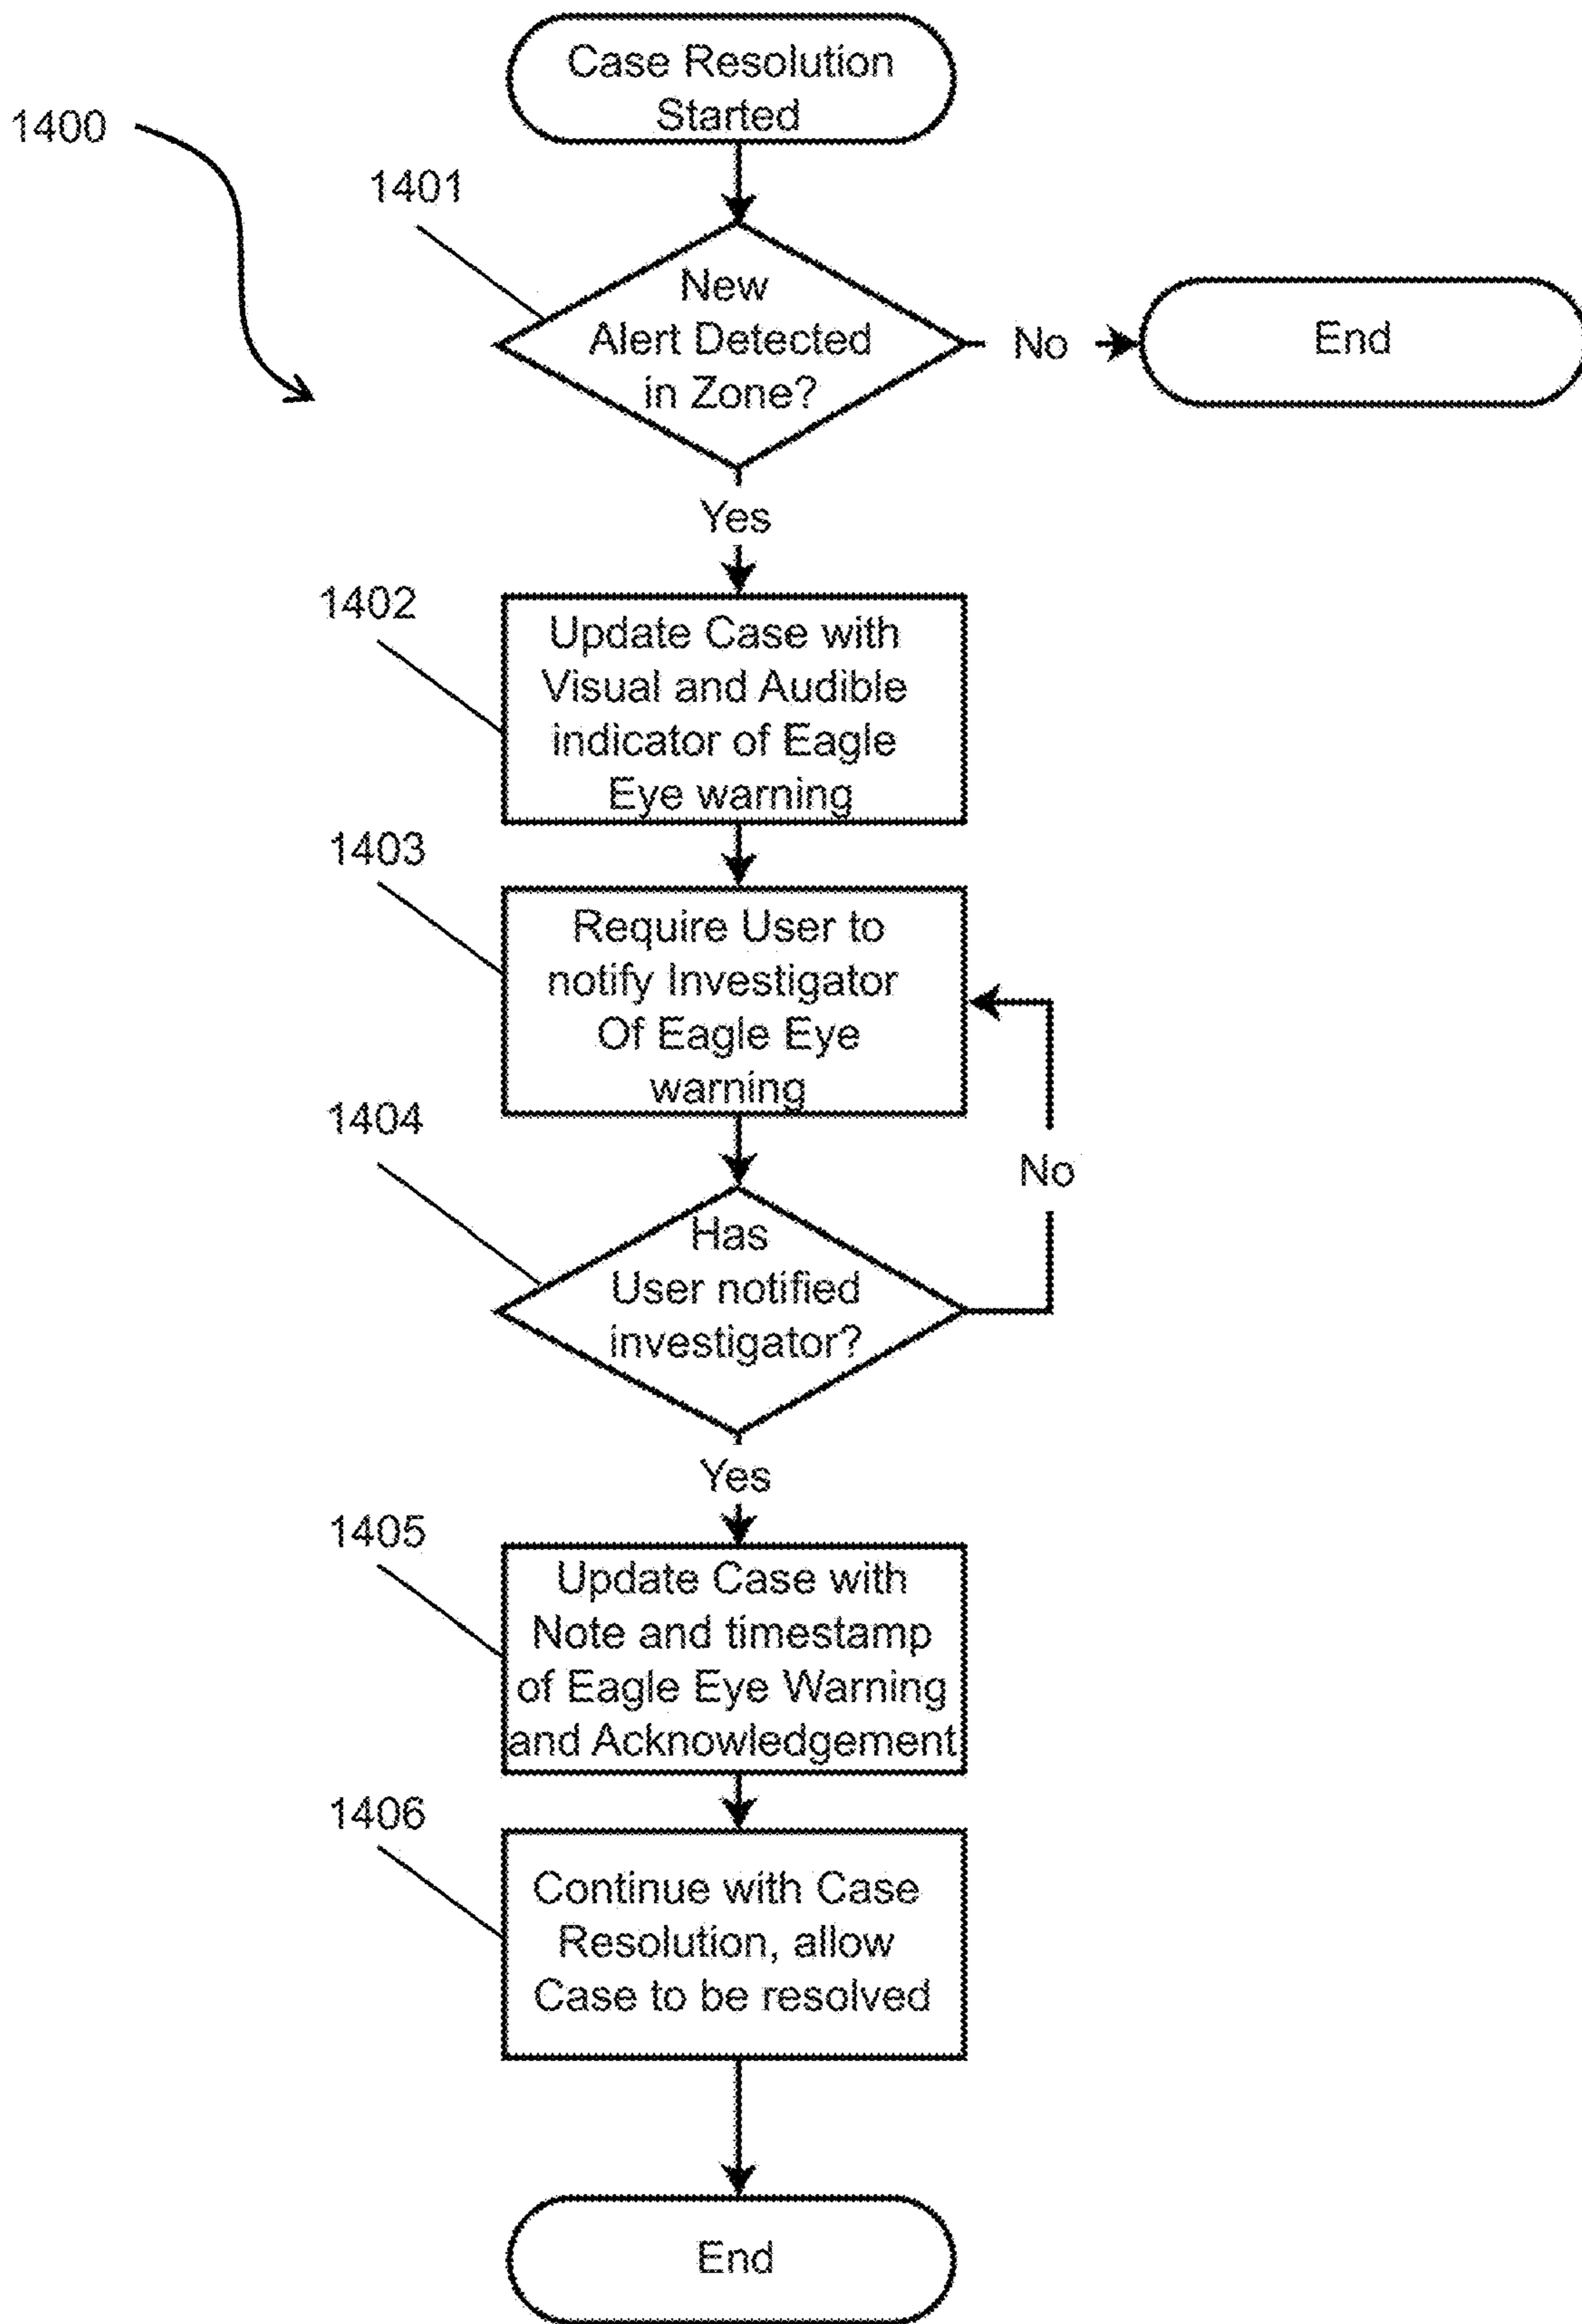 Case Resolution
Started
1400
1401
New
Alert Detected
in Zone?
No
End
Yes
1402
Update Case with
Visual and Audible
indicator of Eagle
Eye warning
1403
Require User to
notify Investigator
Of Eagle Eye
warning
1404
No
Has
User notified
investigator?
Yes
1405
Update Case with
Note and timestamp
of Eagle Eye Warning
and Acknowledgement
1406
Continue with Case
Resolution, allow
Case to be resolved
End